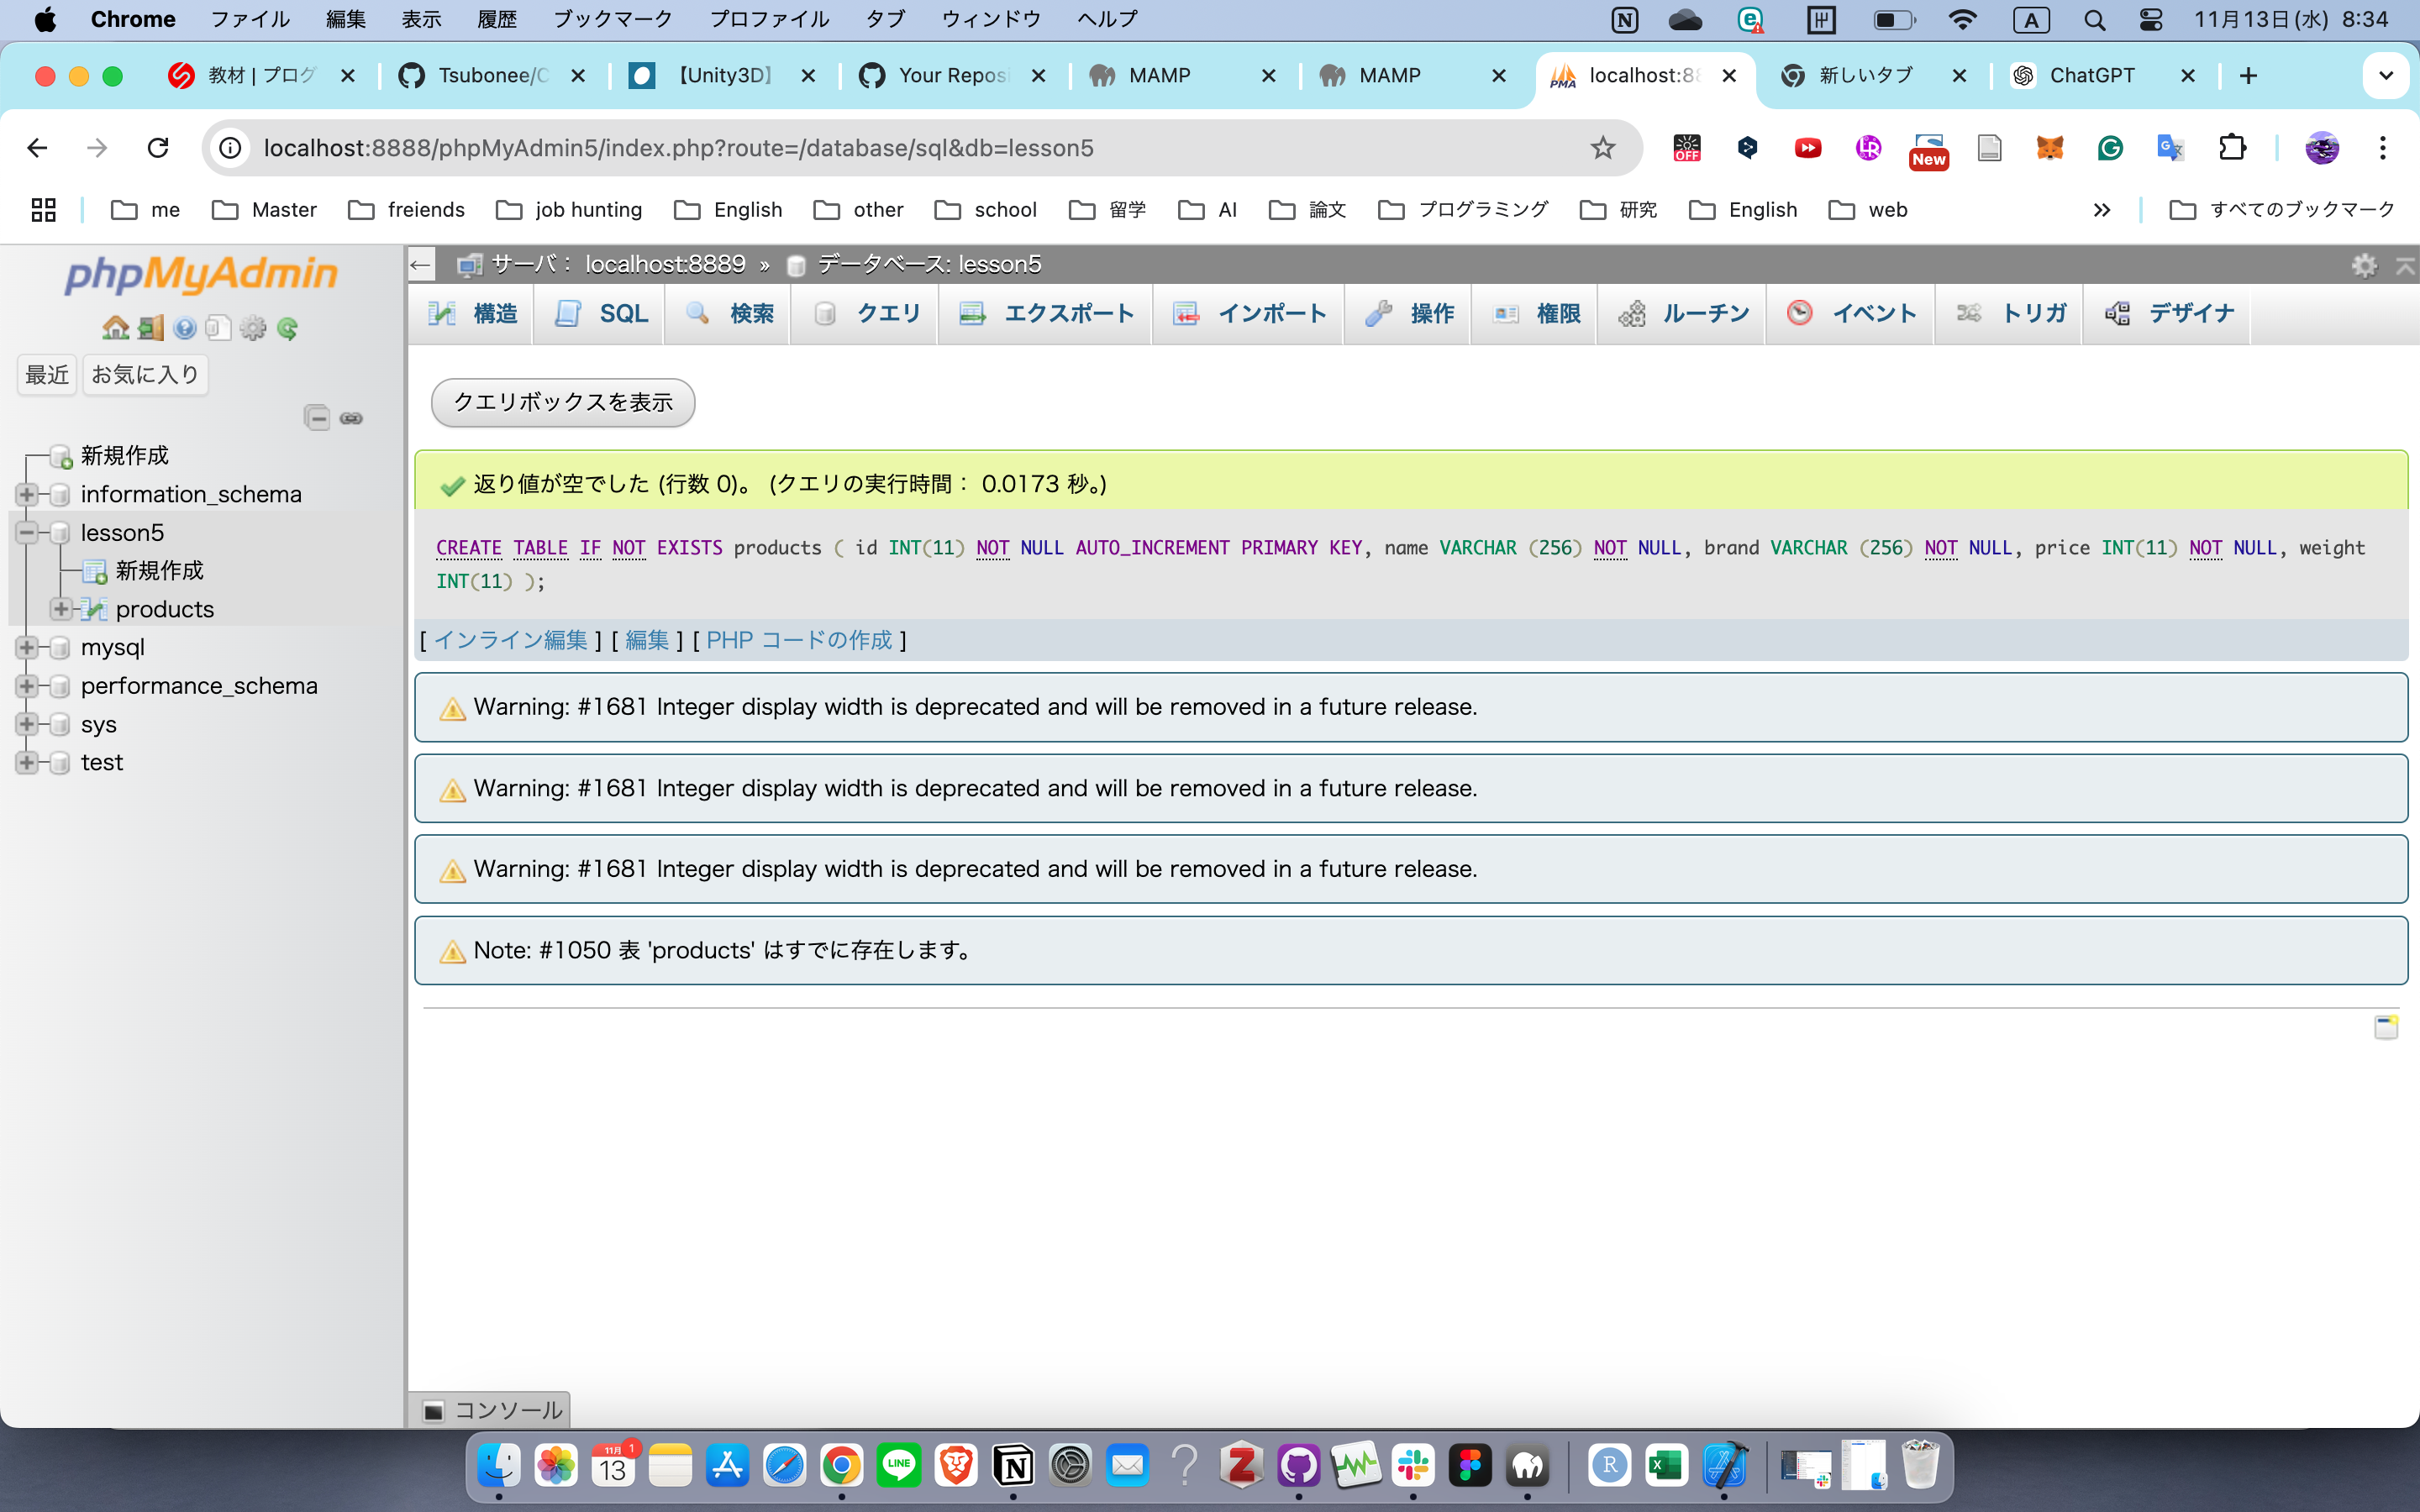 Chrome ファイル 編集 表示 履歴 ブックマーク プロファイル タブ ウィンドウ ヘルプ A 11月13日(水) 8:34
教材 | プログ Tsubonee/C 【Unity3D】 Your Reposi MAMP MAMP PMA localhost:88 新しいタブ ChatGPT
localhost:8888/phpMyAdmin5/index.php?route=/database/sql&db=lesson5 OFF New
me Master freiends job hunting English other school 留学 AI 論文 プログラミング 研究 English web すべてのブックマーク
phpMyAdmin
最近 お気に入り
新規作成
information_schema
lesson5
新規作成
products
mysql
performance_schema
sys
test
サーバ: localhost:8889 » データベース: lesson5
構造 SQL 検索 クエリ エクスポート インポート 操作 権限 ルーチン イベント トリガ デザイナ
クエリボックスを表示
返り値が空でした (行数 0)。 (クエリの実行時間: 0.0173 秒。)
CREATE TABLE IF NOT EXISTS products ( id INT(11) NOT NULL AUTO_INCREMENT PRIMARY KEY, name VARCHAR (256) NOT NULL, brand VARCHAR (256) NOT NULL, price INT(11) NOT NULL, weight
INT(11) );
[ インライン編集 ] [ 編集 ] [ PHP コードの作成 ]
Warning: #1681 Integer display width is deprecated and will be removed in a future release.
Warning: #1681 Integer display width is deprecated and will be removed in a future release.
Warning: #1681 Integer display width is deprecated and will be removed in a future release.
Note: #1050 表 'products' はすでに存在します。
コンソール
11月 1 13 LINE